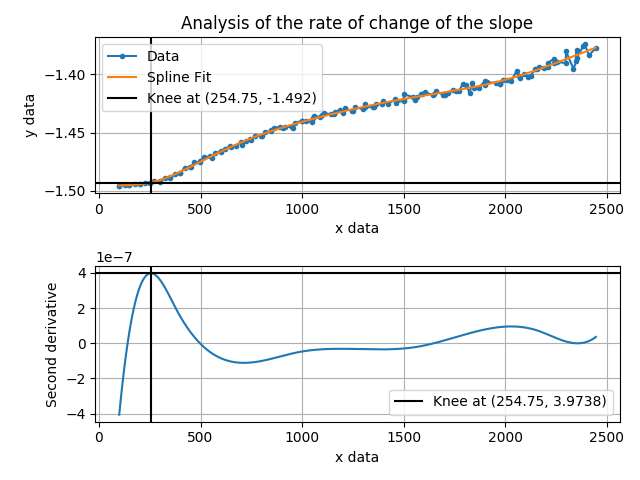 Analysis of the rate of change of the slope
Data
Spline Fit
Knee at (254.75, -1.492)
y data
−1.40
−1.45
−1.50
0
500
1000
1500
2000
2500
x data
1e−7
Second derivative
4
2
0
−2
−4
Knee at (254.75, 3.9738)
0
500
1000
1500
2000
2500
x data